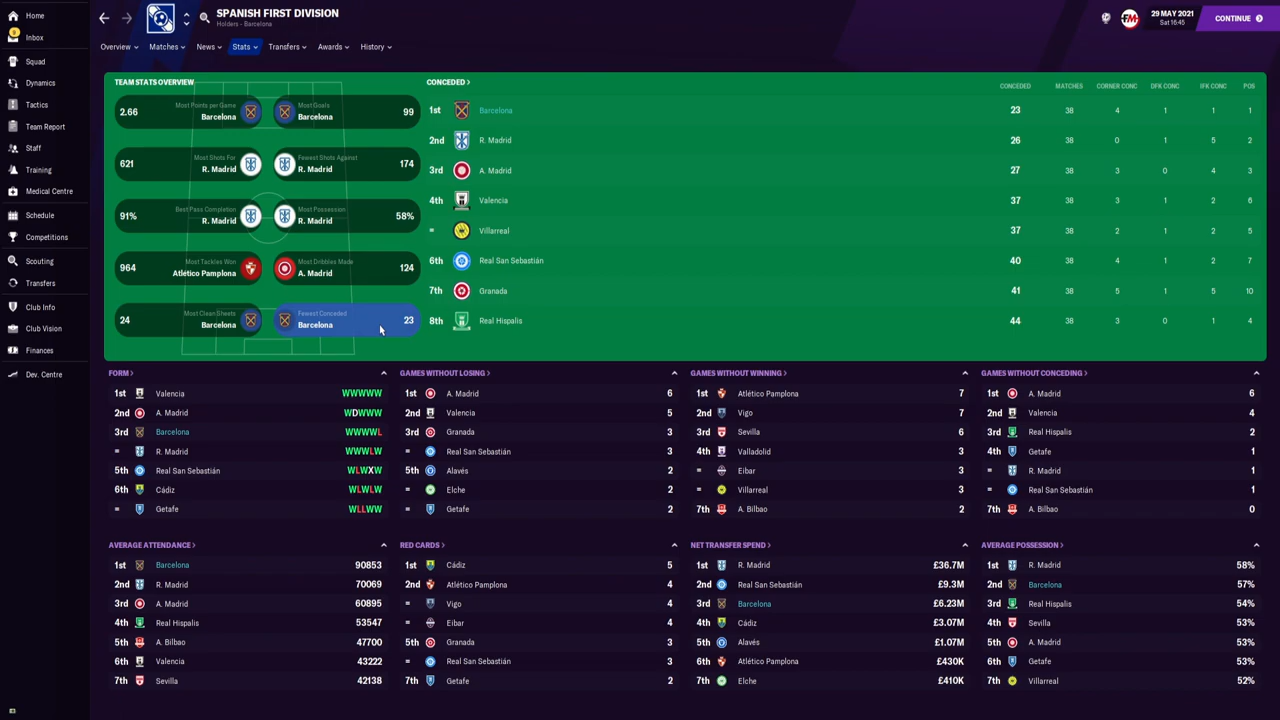 Home
Inbox
Squad
Dynamics
Tactics
Team Report
Staff
Training
Medical Centre
Schedule
Competitions
Scouting
Transfers
Club Info
Club Vision
Finances
Dev. Centre
SPANISH FIRST DIVISION
Holders - Barcelona
FM
29 MAY 2021
Sat 16:45
CONTINUE
Overview
Matches
News
Stats
Transfers
Awards
History
TEAM STATS OVERVIEW
2.66 Most Points per Game Barcelona
Most Goals Barcelona 99
621 Most Shots For R. Madrid
Fewest Shots Against R. Madrid 174
91% Best Pass Completion R. Madrid
Most Possession R. Madrid 58%
964 Most Tackles Won Atlético Pamplona
Most Dribbles Made A. Madrid 124
24 Most Clean Sheets Barcelona
Fewest Conceded Barcelona 23
CONCEDED > CONCEDED MATCHES CORNER CONC DFK CONC IFK CONC POS
1st Barcelona 23 38 4 1 1 1
2nd R. Madrid 26 38 0 1 5 2
3rd A. Madrid 27 38 3 0 4 3
4th Valencia 37 38 3 1 2 6
= Villarreal 37 38 2 1 2 5
6th Real San Sebastián 40 38 4 1 2 7
7th Granada 41 38 5 1 5 10
8th Real Hispalis 44 38 3 0 1 4
FORM >
1st Valencia WWWWW
2nd A. Madrid WDWWW
3rd Barcelona WWWWL
= R. Madrid WWWLW
5th Real San Sebastián WLWXW
6th Cádiz WLWLW
= Getafe WLLWW
GAMES WITHOUT LOSING >
1st A. Madrid 6
2nd Valencia 5
3rd Granada 3
= Real San Sebastián 3
5th Alavés 2
= Elche 2
= Getafe 2
GAMES WITHOUT WINNING >
1st Atlético Pamplona 7
2nd Vigo 7
3rd Sevilla 6
4th Valladolid 3
= Eibar 3
= Villarreal 3
7th A. Bilbao 2
GAMES WITHOUT CONCEDING >
1st A. Madrid 6
2nd Valencia 4
3rd Real Hispalis 2
4th Getafe 1
= R. Madrid 1
= Real San Sebastián 1
7th A. Bilbao 0
AVERAGE ATTENDANCE >
1st Barcelona 90853
2nd R. Madrid 70069
3rd A. Madrid 60895
4th Real Hispalis 53547
5th A. Bilbao 47700
6th Valencia 43222
7th Sevilla 42138
RED CARDS >
1st Cádiz 5
2nd Atlético Pamplona 4
= Vigo 4
= Eibar 4
5th Granada 3
= Real San Sebastián 3
7th Getafe 2
NET TRANSFER SPEND >
1st R. Madrid £36.7M
2nd Real San Sebastián £9.3M
3rd Barcelona £6.23M
4th Cádiz £3.07M
5th Alavés £1.07M
6th Atlético Pamplona £430K
7th Elche £410K
AVERAGE POSSESSION >
1st R. Madrid 58%
2nd Barcelona 57%
3rd Real Hispalis 54%
4th Sevilla 53%
5th A. Madrid 53%
6th Getafe 53%
7th Villarreal 52%